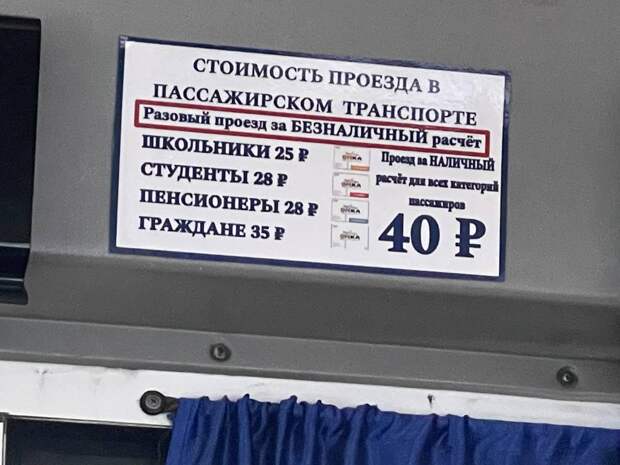 СТОИМОСТЬ ПРОЕЗДА В
ПАССАЖИРСКОМ ТРАНСПОРТЕ
Разовый проезд за БЕЗНАЛИЧНЫЙ расчёт
ШКОЛЬНИКИ 25 ₽
СТУДЕНТЫ 28 ₽
ПЕНСИОНЕРЫ 28 ₽
ГРАЖДАНЕ 35 ₽
Проезд за НАЛИЧНЫЙ
расчёт для всех категорий
пассажиров
40 ₽